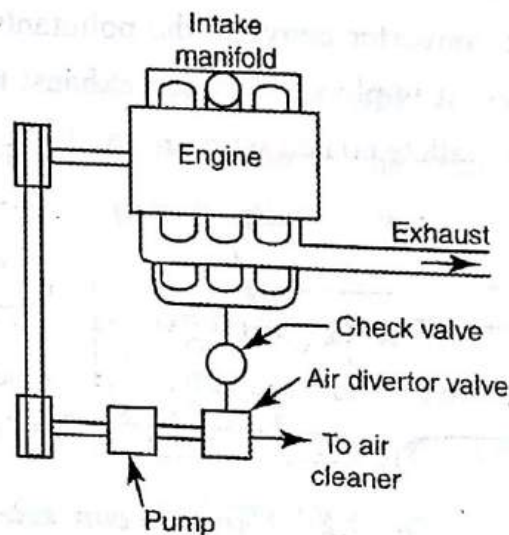 Intake
manifold
Engine
Exhaust
Check valve
Air divertor valve
To air
cleaner
Pump